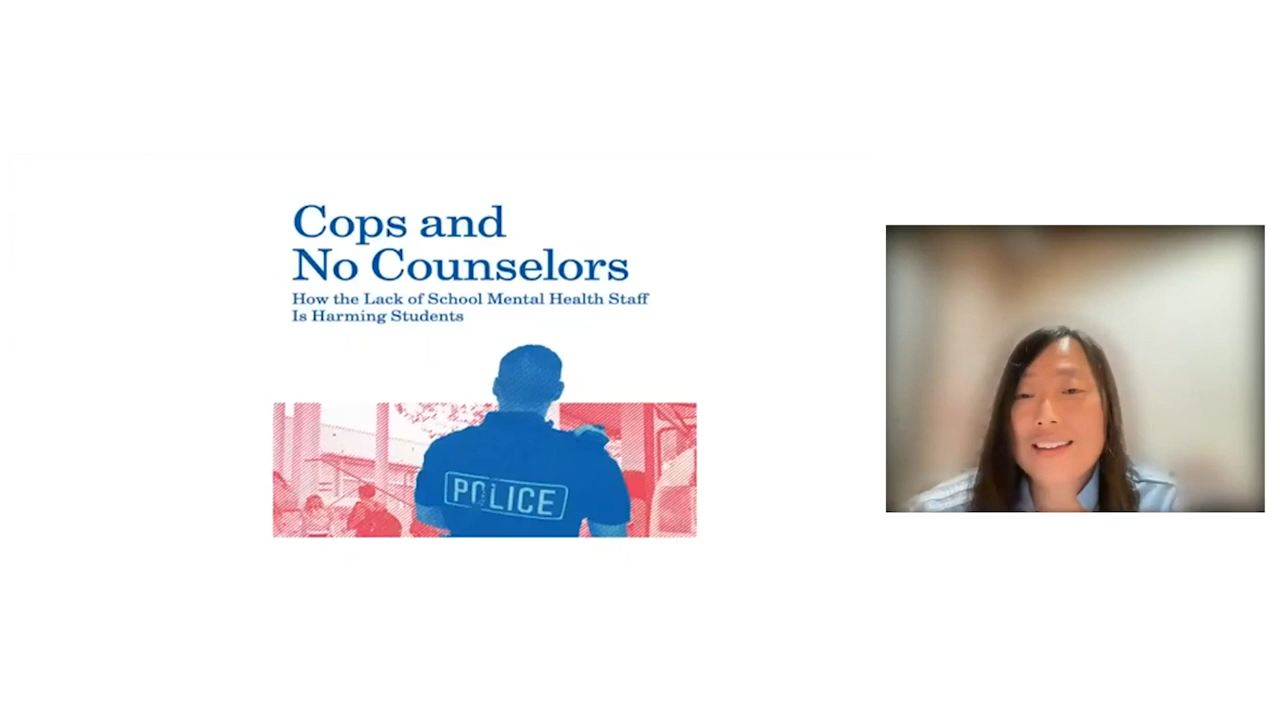 Cops and
No Counselors
How the Lack of School Mental Health Staff
Is Harming Students
POLICE